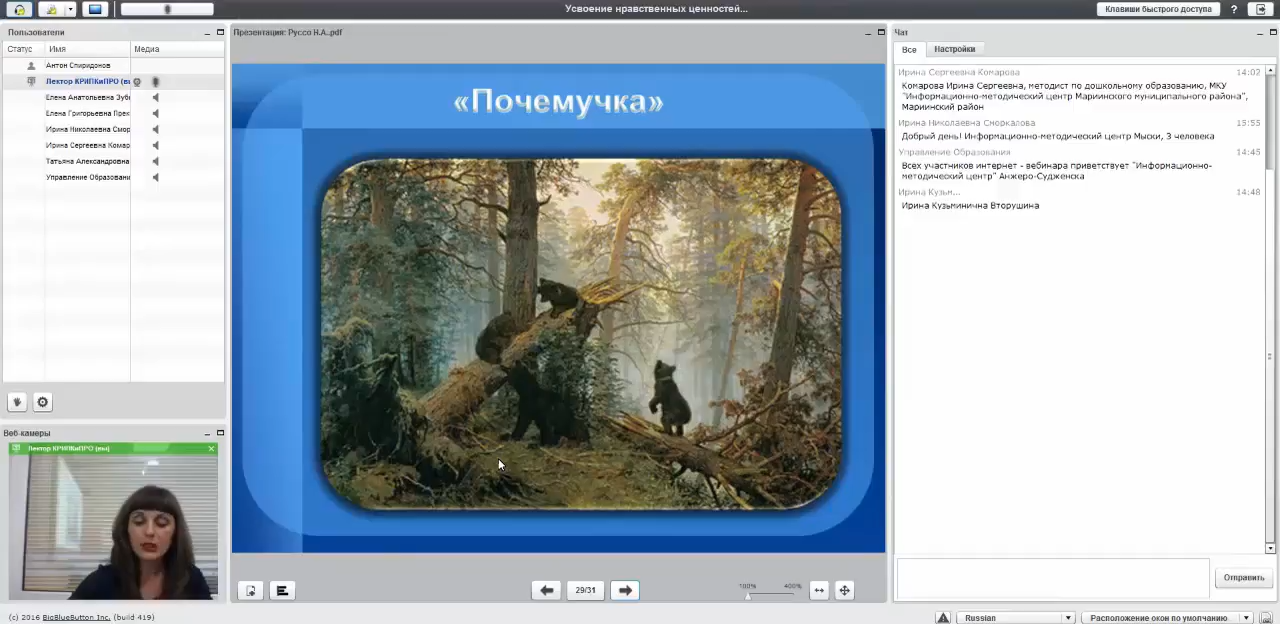 Усвоение нравственных ценностей...
Клавиши быстрого доступа
?
Пользователи
Статус Имя Медиа
Антон Спиридонов
Лектор КРИПКиПРО (вы
Елена Анатольевна Зубо
Елена Григорьевна Прек
Ирина Николаевна Смор
Ирина Сергеевна Комар
Татьяна Александровна
Управление Образовани
Веб-камеры
Лектор КРИПКиПРО (вы)
Презентация: Руссо Н.А..pdf
«Почемучка»
29/31
100% 400%
Чат
Все Настройки
Ирина Сергеевна Комарова 14:02
Комарова Ирина Сергеевна, методист по дошкольному образованию, МКУ
"Информационно-методический центр Мариинского муниципального района",
Мариинский район
Ирина Николаевна Сморкалова 15:55
Добрый день! Информационно-методический центр Мыски, 3 человека
Управление Образования 14:45
Всех участников интернет - вебинара приветствует "Информационно-
методический центр" Анжеро-Судженска
Ирина Кузьм... 14:48
Ирина Кузьминична Вторушина
Отправить
(c) 2016 BigBlueButton Inc. (build 419)
Russian
Расположение окон по умолчанию